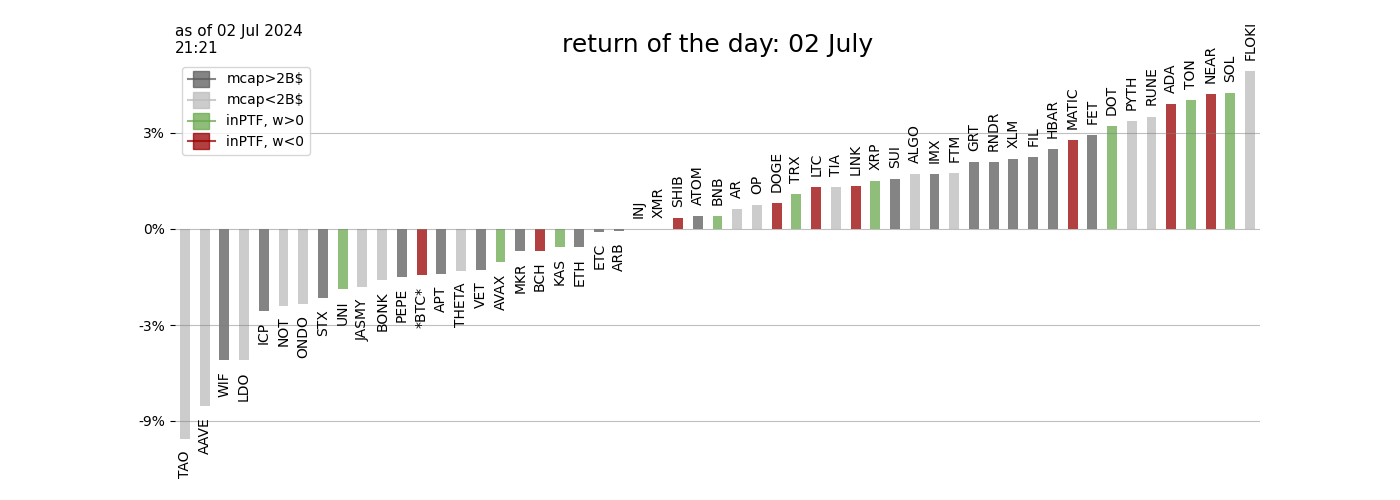 as of 02 Jul 2024
21:21
return of the day: 02 July
mcap>2B$
mcap<2B$
inPTF, w>0
inPTF, w<0
3%
0%
-3%
-9%
TAO
AAVE
WIF
LDO
ICP
NOT
ONDO
STX
UNI
JASMY
BONK
PEPE
*BTC*
APT
THETA
VET
AVAX
MKR
BCH
KAS
ETH
ETC
ARB
INJ
XMR
SHIB
ATOM
BNB
AR
OP
DOGE
TRX
LTC
TIA
LINK
XRP
SUI
ALGO
IMX
FTM
GRT
RNDR
XLM
FIL
HBAR
MATIC
FET
DOT
PYTH
RUNE
ADA
TON
NEAR
SOL
FLOKI